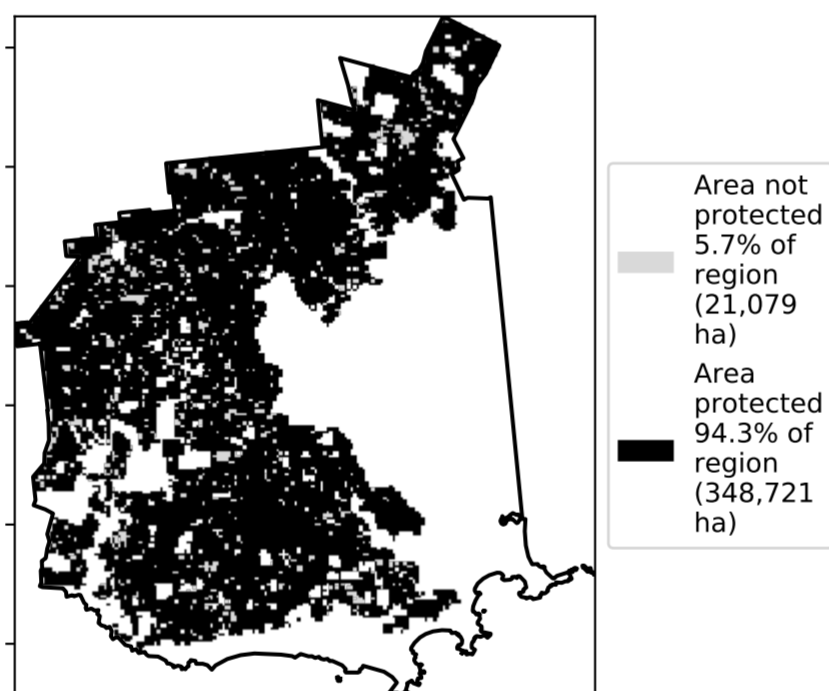 Area not
protected
5.7% of
region
(21,079
ha)
Area
protected
94.3% of
region
(348,721
ha)